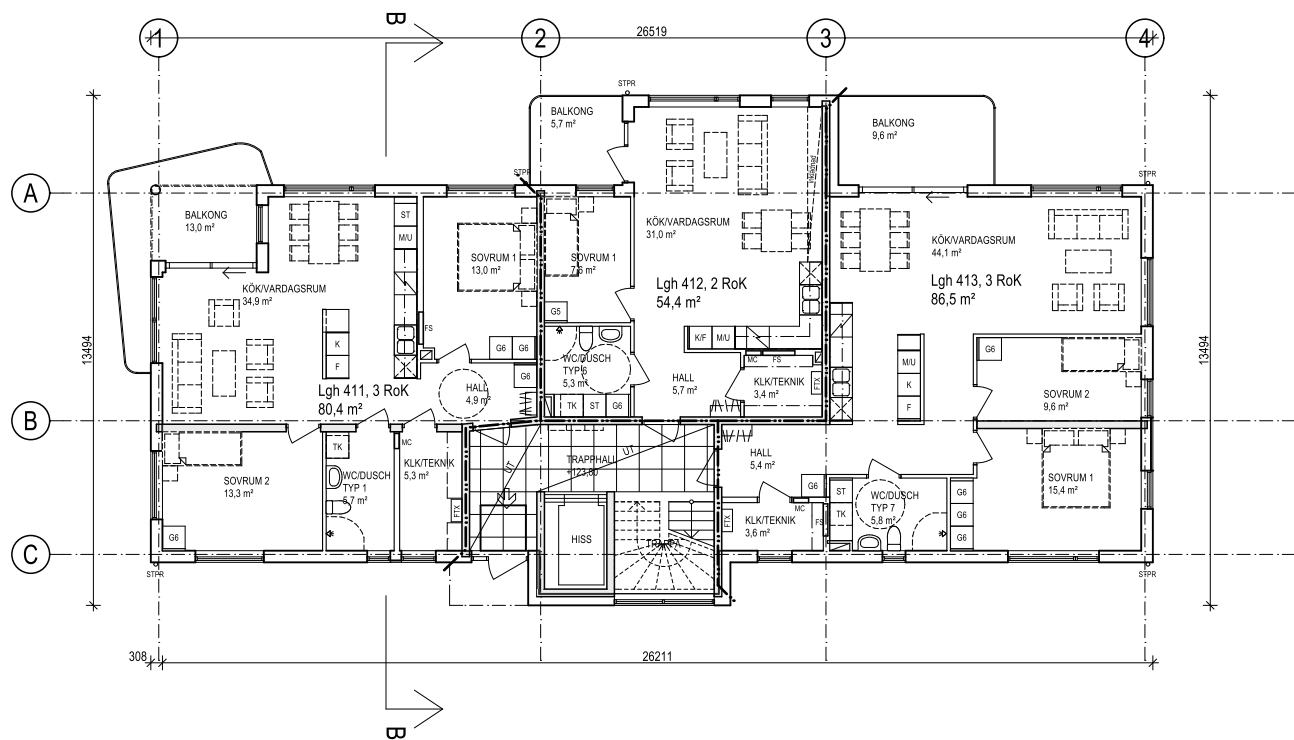 B
1
2
3
4
26519
STPR
BALKONG
5,7 m²
BALKONG
9,6 m²
13494
13494
A
STPR
STPR
BALKONG
13,0 m²
ST
M/U
SOVRUM 1
13,0 m²
SOVRUM 1
7,6 m²
KÖK/VARDAGSRUM
31,0 m²
KÖK/VARDAGSRUM
44,1 m²
KÖK/VARDAGSRUM
34,9 m²
Lgh 412, 2 RoK
54,4 m²
Lgh 413, 3 RoK
86,5 m²
G5
FS
K
F
G6
G6
K/F
M/U
G6
WC/DUSCH
TYP 6
5,3 m²
MC
FS
M/U
K
F
Lgh 411, 3 RoK
80,4 m²
HALL
4,9 m²
G6
HALL
5,7 m²
KLK/TEKNIK
3,4 m²
FTX
SOVRUM 2
9,6 m²
TK
ST
G6
B
TK
MC
KLK/TEKNIK
5,3 m²
UT
TRAPPHALL
+123,80
UT
HALL
5,4 m²
SOVRUM 2
13,3 m²
WC/DUSCH
TYP 1
5,7 m²
SOVRUM 1
15,4 m²
G6
ST
TK
WC/DUSCH
TYP 7
5,8 m²
G6
G6
G6
FTX
MC
FS
FTX
KLK/TEKNIK
3,6 m²
G6
HISS
TRAPPA
C
STPR
STPR
308
26211
B